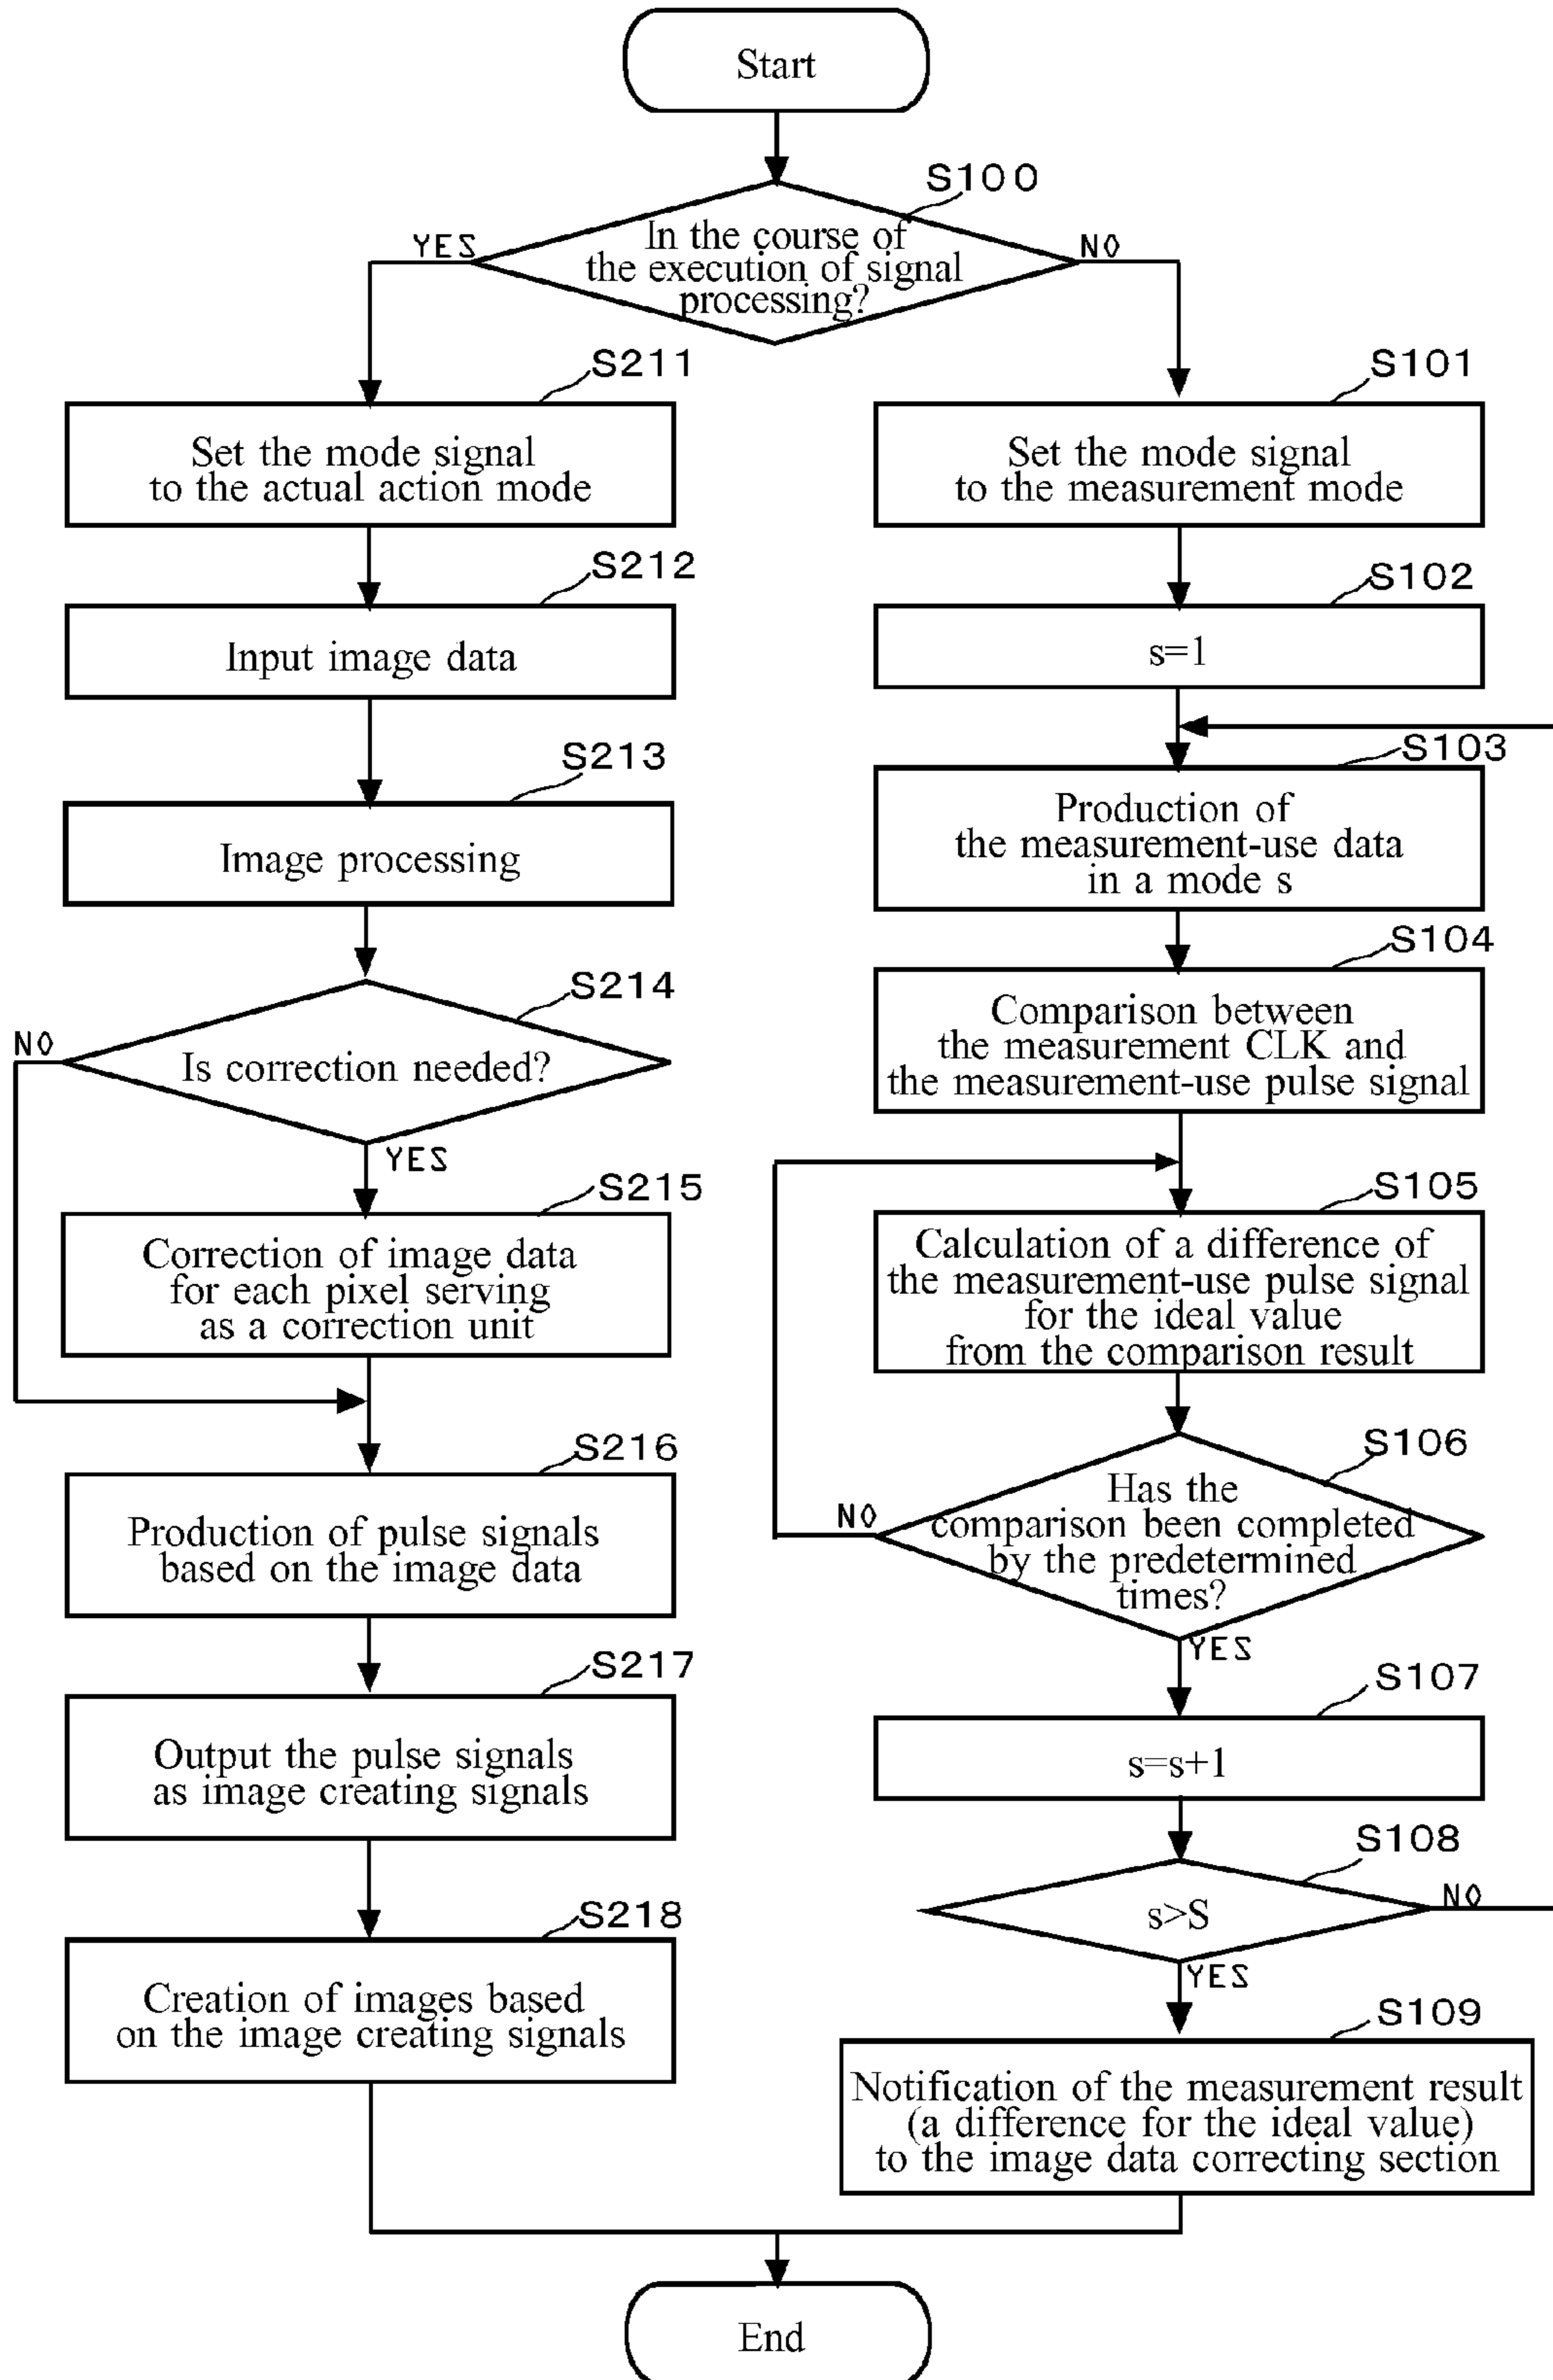 Start
S100
In the course of
the execution of signal
processing?
YES
NO
S211
Set the mode signal
to the actual action mode
S212
Input image data
S213
Image processing
S214
Is correction needed?
NO
YES
S215
Correction of image data
for each pixel serving
as a correction unit
S216
Production of pulse signals
based on the image data
S217
Output the pulse signals
as image creating signals
S218
Creation of images based
on the image creating signals
S101
Set the mode signal
to the measurement mode
S102
s=1
S103
Production of
the measurement-use data
in a mode s
S104
Comparison between
the measurement CLK and
the measurement-use pulse signal
S105
Calculation of a difference of
the measurement-use pulse signal
for the ideal value
from the comparison result
S106
Has the
comparison been completed
by the predetermined
times?
NO
YES
S107
s=s+1
S108
s>S
NO
YES
S109
Notification of the measurement result
(a difference for the ideal value)
to the image data correcting section
End